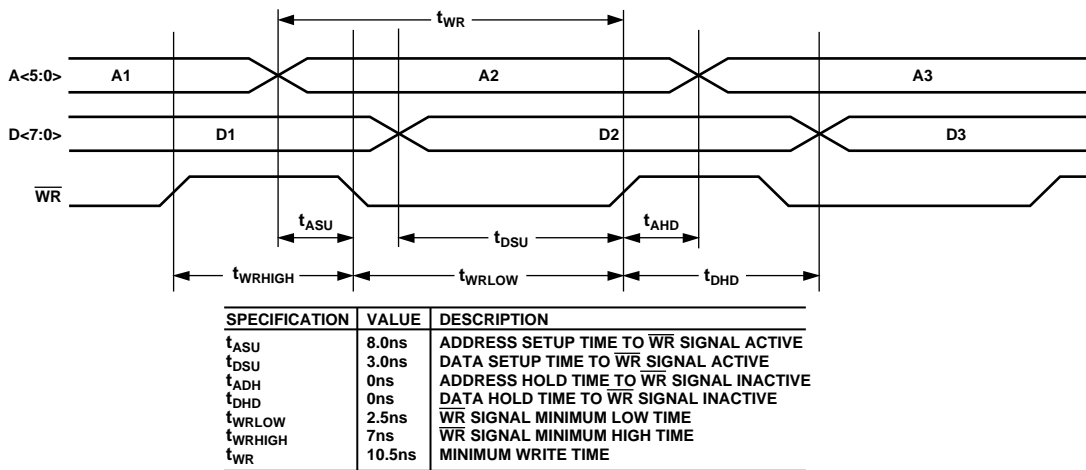 tWR
A<5:0> A1 A2 A3
D<7:0> D1 D2 D3
WR
tASU tDSU tAHD
tWRHIGH tWRLOW tDHD
SPECIFICATION VALUE DESCRIPTION
tASU 8.0ns ADDRESS SETUP TIME TO WR SIGNAL ACTIVE
tDSU 3.0ns DATA SETUP TIME TO WR SIGNAL ACTIVE
tADH 0ns ADDRESS HOLD TIME TO WR SIGNAL INACTIVE
tDHD 0ns DATA HOLD TIME TO WR SIGNAL INACTIVE
tWRLOW 2.5ns WR SIGNAL MINIMUM LOW TIME
tWRHIGH 7ns WR SIGNAL MINIMUM HIGH TIME
tWR 10.5ns MINIMUM WRITE TIME